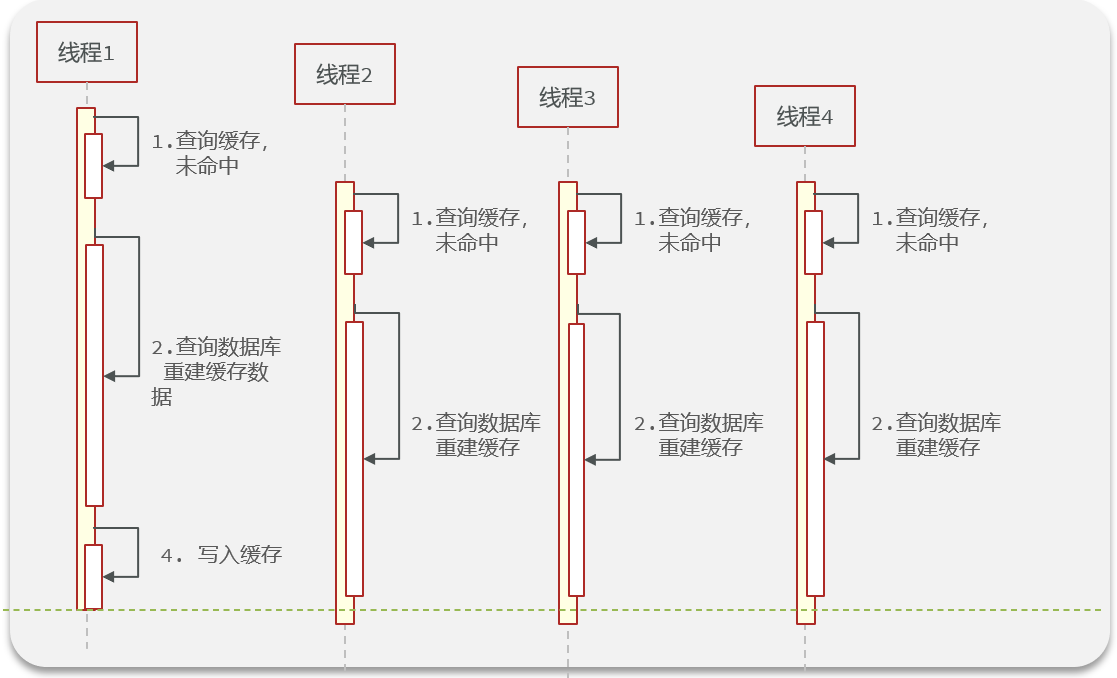 线程1
线程2
线程3
线程4
1.查询缓存，
未命中
1.查询缓存，
未命中
1.查询缓存，
未命中
1.查询缓存，
未命中
2.查询数据库
重建缓存数
据
2.查询数据库
重建缓存
2.查询数据库
重建缓存
2.查询数据库
重建缓存
4. 写入缓存